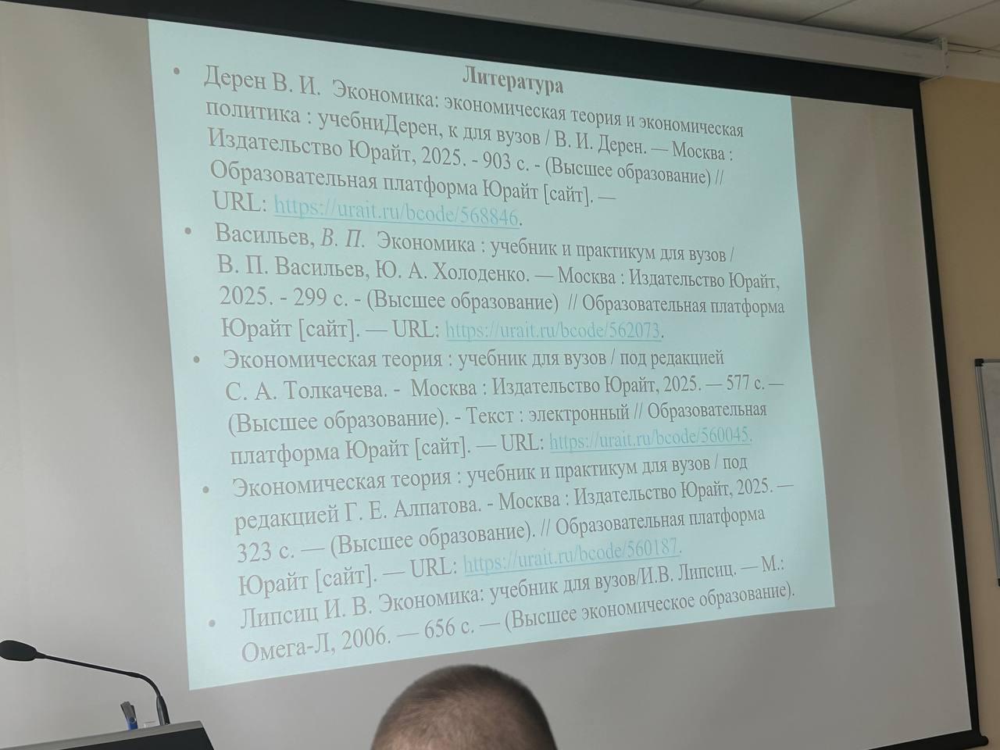 Литература
• Дерен В. И. Экономика: экономическая теория и экономическая
политика : учебниДерен, к для вузов / В. И. Дерен. — Москва :
Издательство Юрайт, 2025. - 903 с. - (Высшее образование) //
Образовательная платформа Юрайт [сайт]. —
URL: https://urait.ru/bcode/568846.
• Васильев, В. П. Экономика : учебник и практикум для вузов /
В. П. Васильев, Ю. А. Холоденко. — Москва : Издательство Юрайт,
2025. - 299 с. - (Высшее образование) // Образовательная платформа
Юрайт [сайт]. — URL: https://urait.ru/bcode/562073.
• Экономическая теория : учебник для вузов / под редакцией
С. А. Толкачева. - Москва : Издательство Юрайт, 2025. — 577 с. —
(Высшее образование). - Текст : электронный // Образовательная
платформа Юрайт [сайт]. — URL: https://urait.ru/bcode/560045.
• Экономическая теория : учебник и практикум для вузов / под
редакцией Г. Е. Алпатова. - Москва : Издательство Юрайт, 2025. —
323 с. — (Высшее образование). // Образовательная платформа
Юрайт [сайт]. — URL: https://urait.ru/bcode/560187.
• Липсиц И. В. Экономика: учебник для вузов/И.В. Липсиц. — М.:
Омега-Л, 2006. — 656 с. — (Высшее экономическое образование).